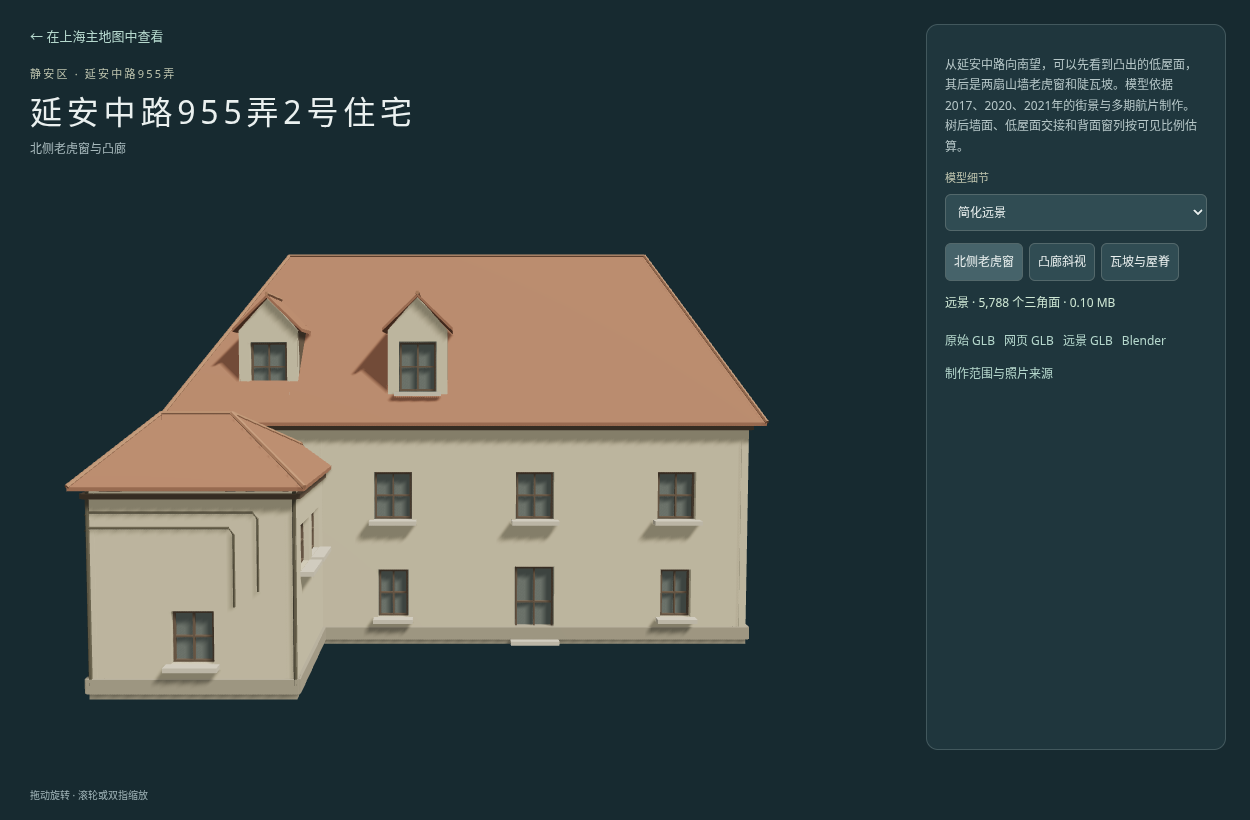 ← 在上海主地图中查看
静安区 · 延安中路955弄
延安中路955弄2号住宅
北侧老虎窗与凸廊
从延安中路向南望，可以先看到凸出的低屋面，
其后是两扇山墙老虎窗和陡瓦坡。模型依据
2017、2020、2021年的街景与多期航片制作。
树后墙面、低屋面交接和背面窗列按可见比例估
算。
模型细节
简化远景
北侧老虎窗 凸廊斜视 瓦坡与屋脊
远景 · 5,788 个三角面 · 0.10 MB
原始 GLB 网页 GLB 远景 GLB Blender
制作范围与照片来源
拖动旋转 · 滚轮或双指缩放